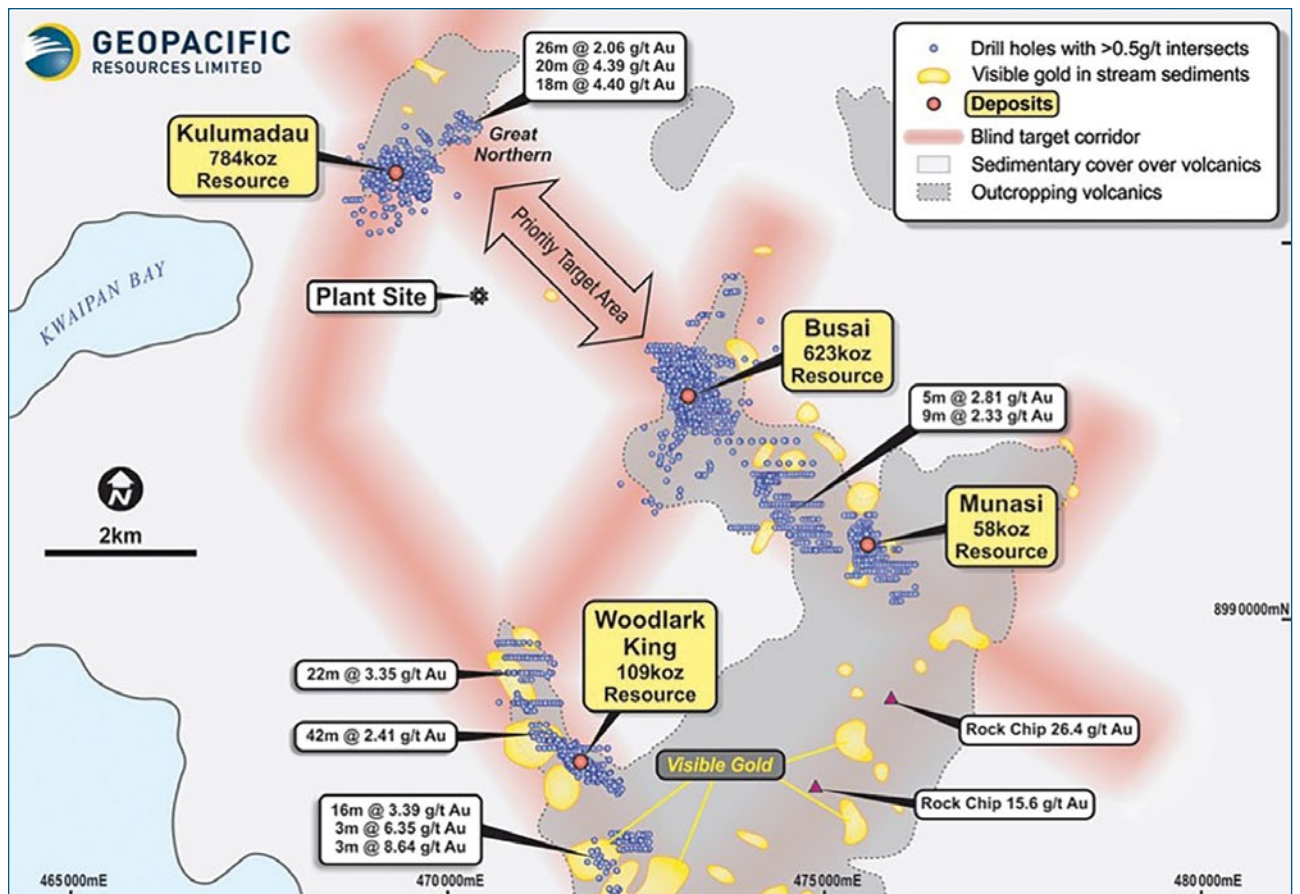 GEOPACIFIC
RESOURCES LIMITED
26m @ 2.06 g/t Au
20m @ 4.39 g/t Au
18m @ 4.40 g/t Au
Drill holes with >0.5g/t intersects
Visible gold in stream sediments
Deposits
Blind target corridor
Sedimentary cover over volcanics
Outcropping volcanics
Kulumadau
784koz
Resource
Great
Northern
Priority Target Area
KWAIPAN BAY
Plant Site
Busai
623koz
Resource
5m @ 2.81 g/t Au
9m @ 2.33 g/t Au
N
2km
Munasi
58koz
Resource
899 0000mN
Woodlark
King
109koz
Resource
22m @ 3.35 g/t Au
42m @ 2.41 g/t Au
Rock Chip 26.4 g/t Au
Visible Gold
Rock Chip 15.6 g/t Au
16m @ 3.39 g/t Au
3m @ 6.35 g/t Au
3m @ 8.64 g/t Au
465 000mE
470 000mE
475 000mE
480 000mE